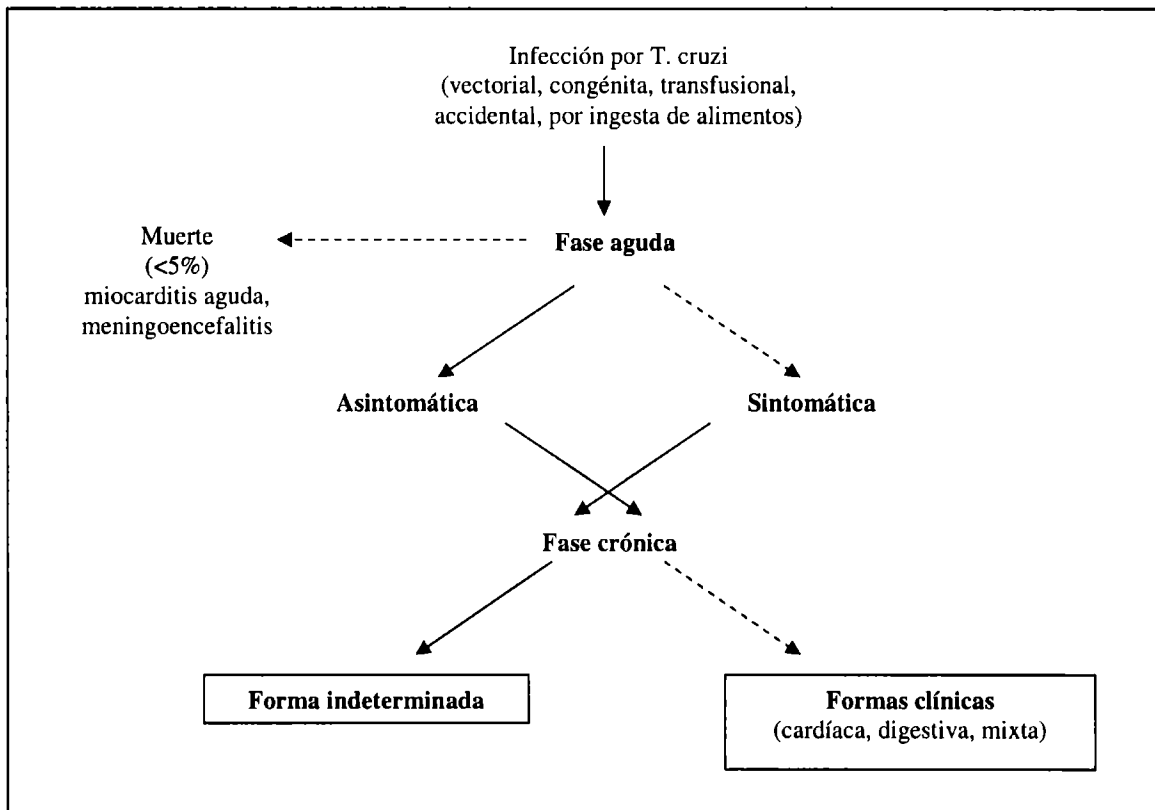 Infección por T. cruzi
(vectorial, congénita, transfusional,
accidental, por ingesta de alimentos)
Muerte
(<5%)
miocarditis aguda,
meningoencefalitis
Fase aguda
Asintomática
Sintomática
Fase crónica
Forma indeterminada
Formas clínicas
(cardíaca, digestiva, mixta)